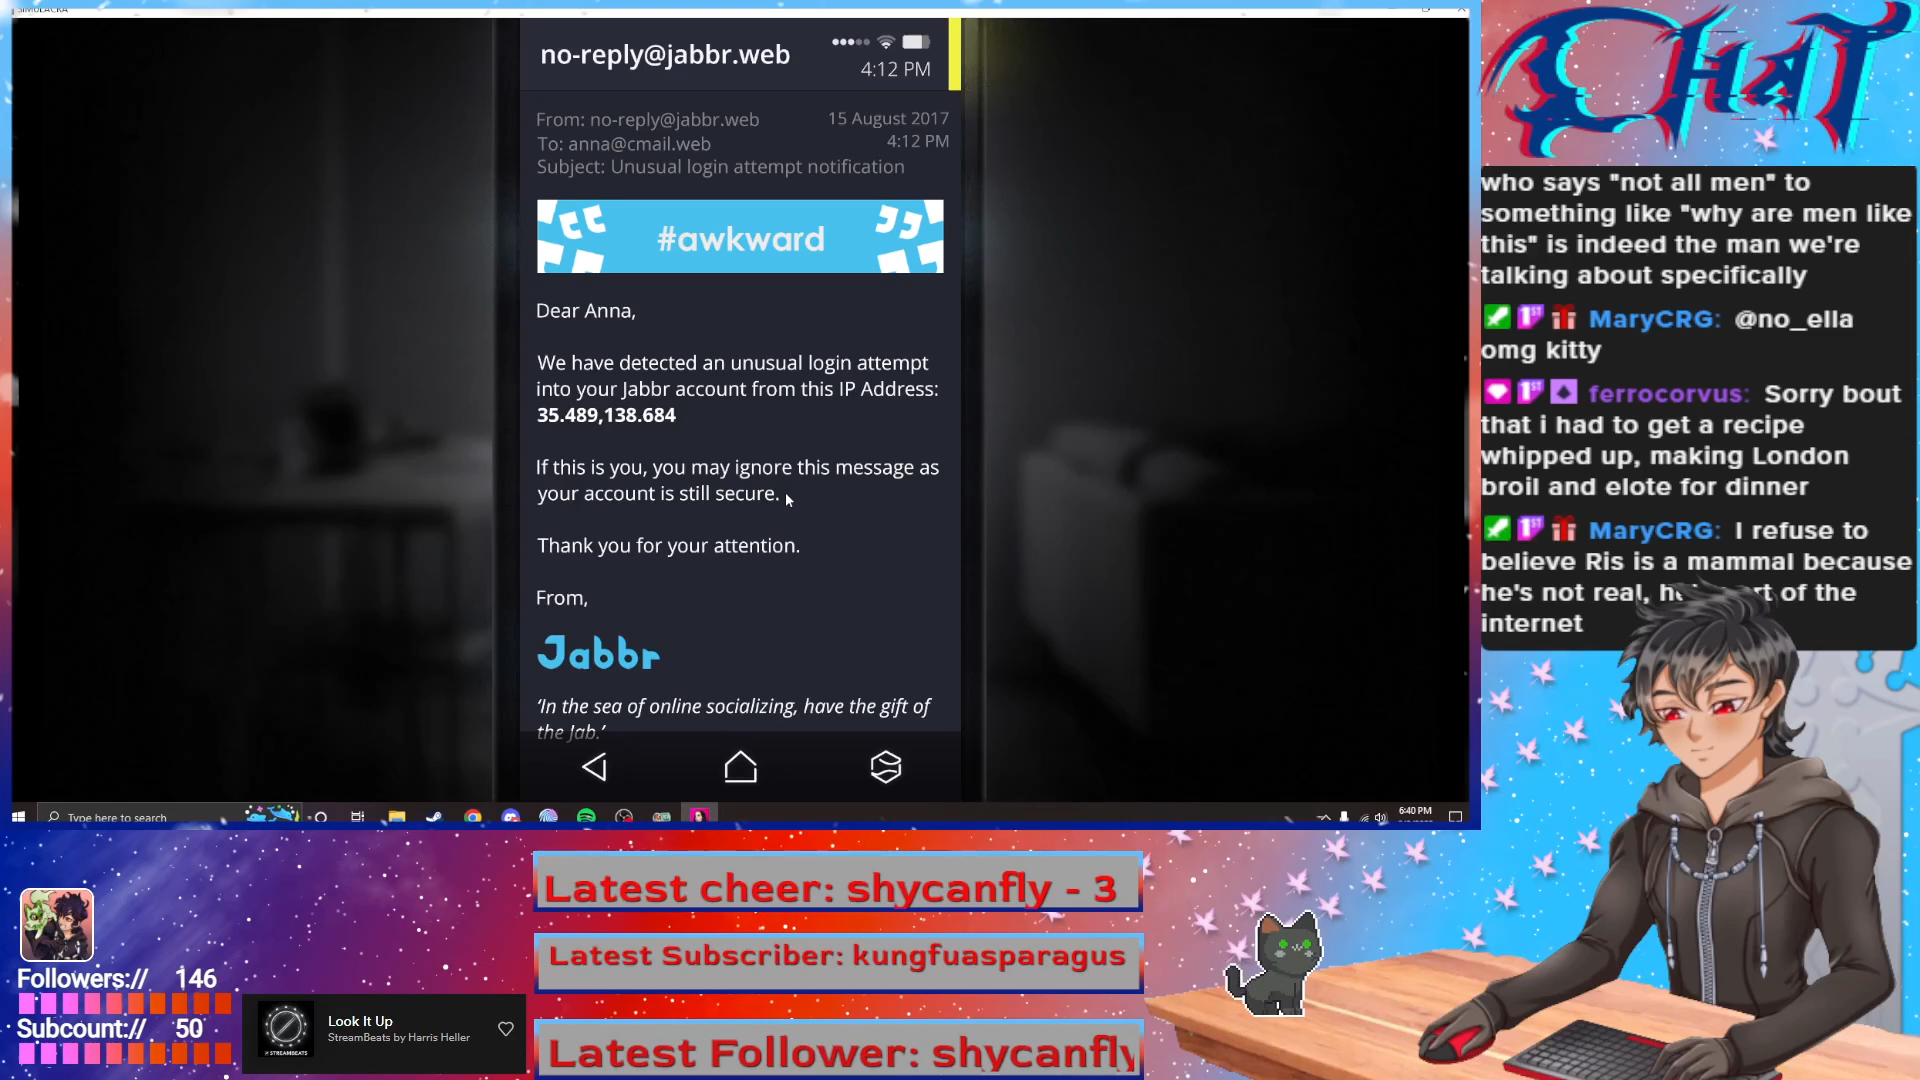 SIMULACRA
no-reply@jabbr.web
4:12 PM
From: no-reply@jabbr.web
15 August 2017
4:12 PM
To: anna@cmail.web
Subject: Unusual login attempt notification
#awkward
Dear Anna,
We have detected an unusual login attempt
into your Jabbr account from this IP Address:
35.489,138.684
If this is you, you may ignore this message as
your account is still secure.
Thank you for your attention.
From,
Jabbr
‘In the sea of online socializing, have the gift of
the Jab.’
Type here to search
6:40 PM
CHAT
who says "not all men" to
something like "why are men like
this" is indeed the man we're
talking about specifically
MaryCRG: @no_ella
omg kitty
ferrocorvus: Sorry bout
that i had to get a recipe
whipped up, making London
broil and elote for dinner
MaryCRG: I refuse to
believe Ris is a mammal because
he's not real, of the
internet
Latest cheer: shycanfly - 3
Latest Subscriber: kungfuasparagus
Latest Follower: shycanfly
Followers:// 146
Subcount:// 50
STREAMBEATS
Look It Up
StreamBeats by Harris Heller